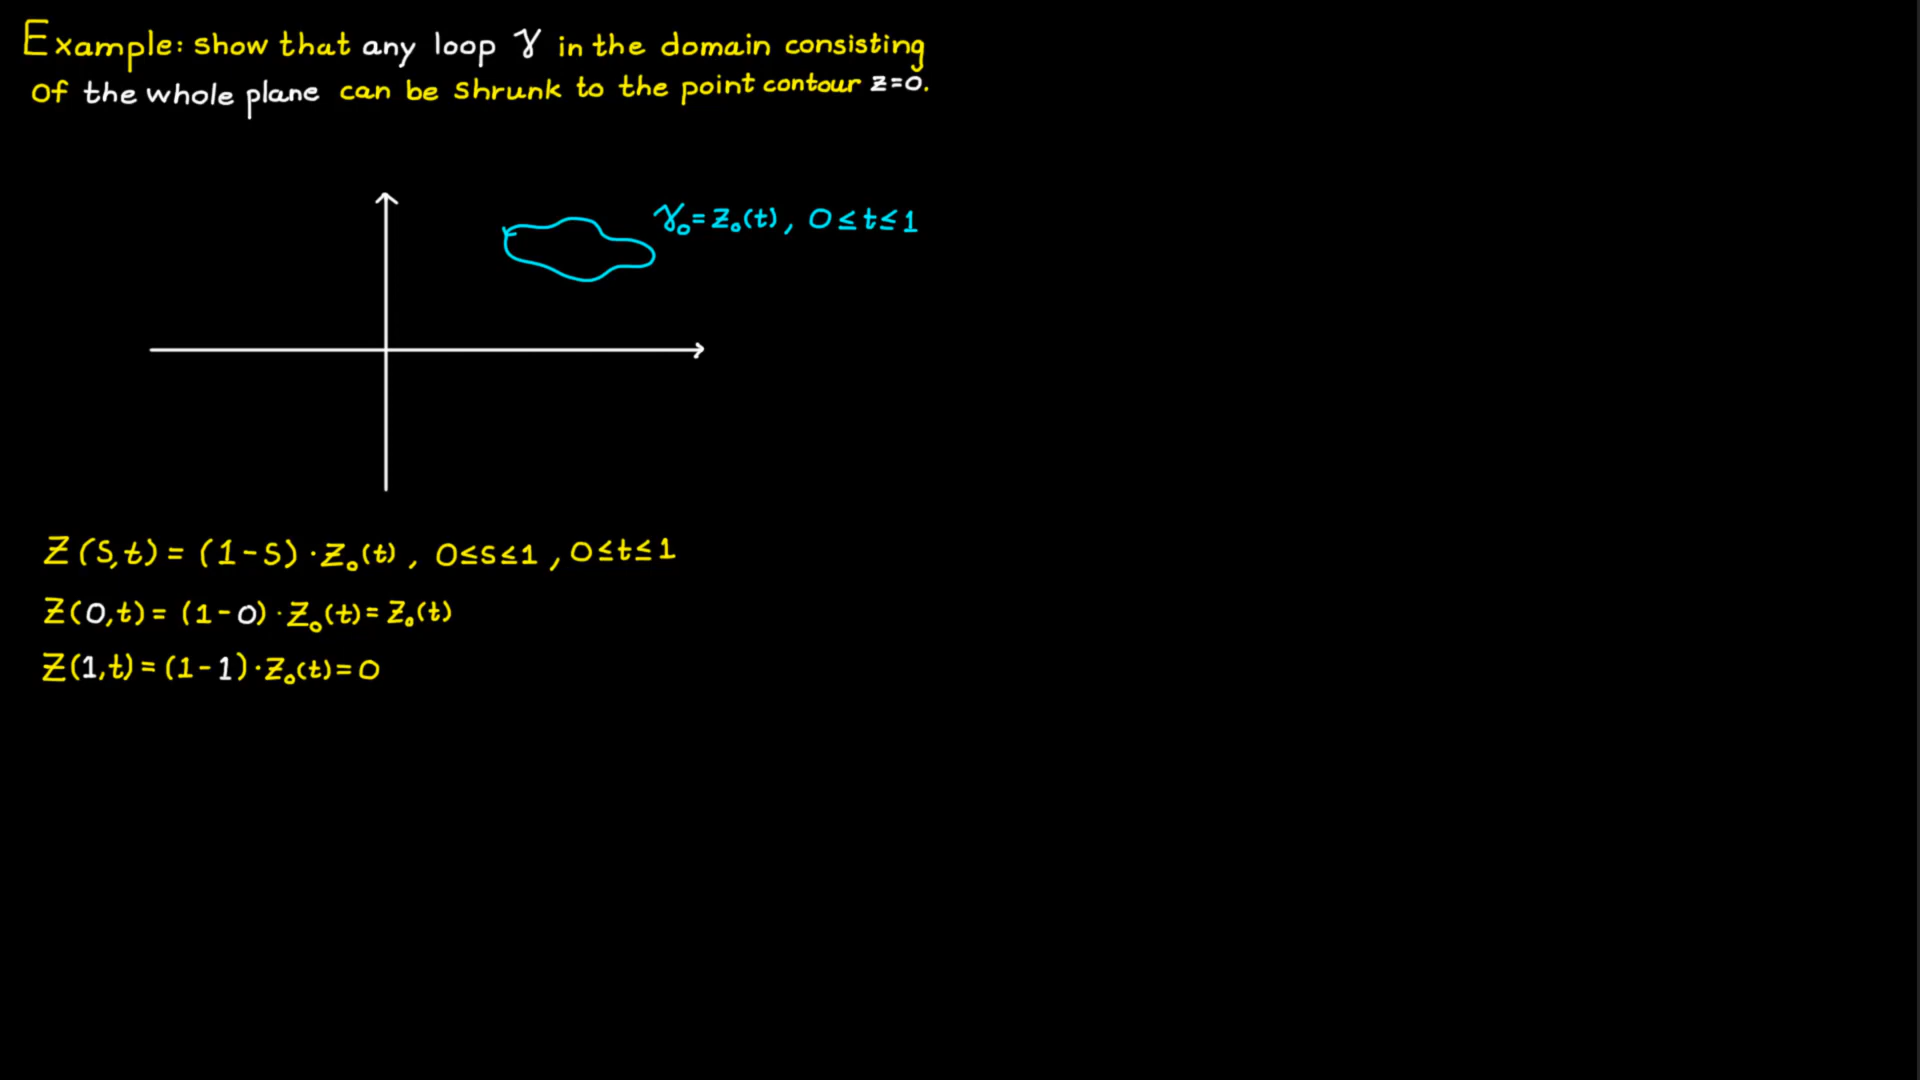 Example: show that any loop γ in the domain consisting
of the whole plane can be shrunk to the point contour z=0.
γ₀=z₀(t), 0≤t≤1
Z(S,t)=(1-S)·Z₀(t), 0≤s≤1, 0≤t≤1
Z(0,t)=(1-0)·Z₀(t)=Z₀(t)
Z(1,t)=(1-1)·Z₀(t)=0